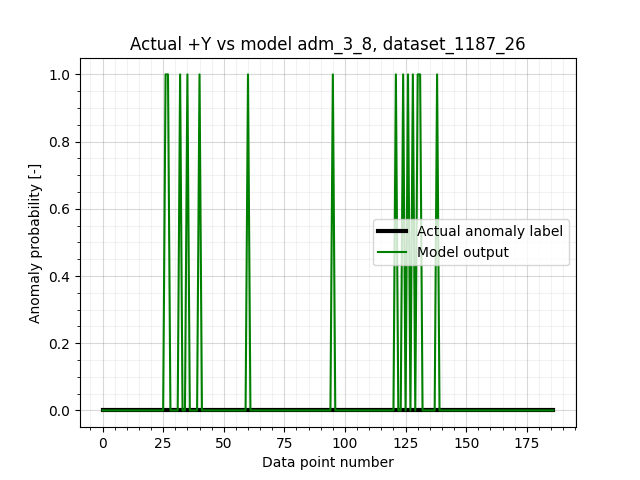 Actual +Y vs model adm_3_8, dataset_1187_26
Anomaly probability [-]
1.0
0.8
0.6
0.4
0.2
0.0
Actual anomaly label
Model output
0 25 50 75 100 125 150 175
Data point number